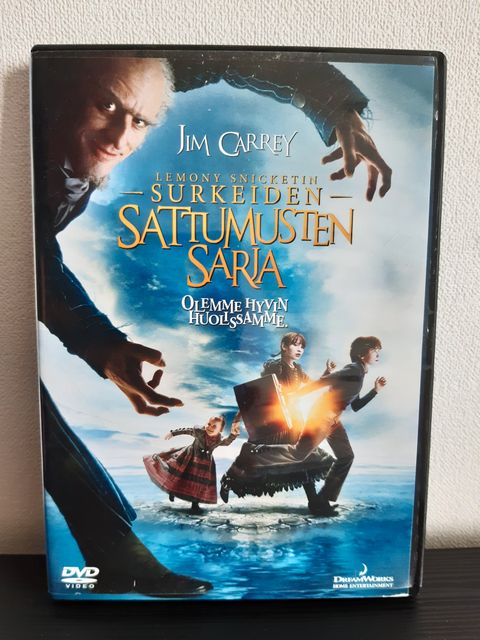 JIM CARREY
LEMONY SNICKETIN
SURKEIDEN
SATTUMUSTEN
SARJA
OLEMME HYVIN
HUOLISSAMME.
DVD
VIDEO
DREAMWORKS
HOME ENTERTAINMENT